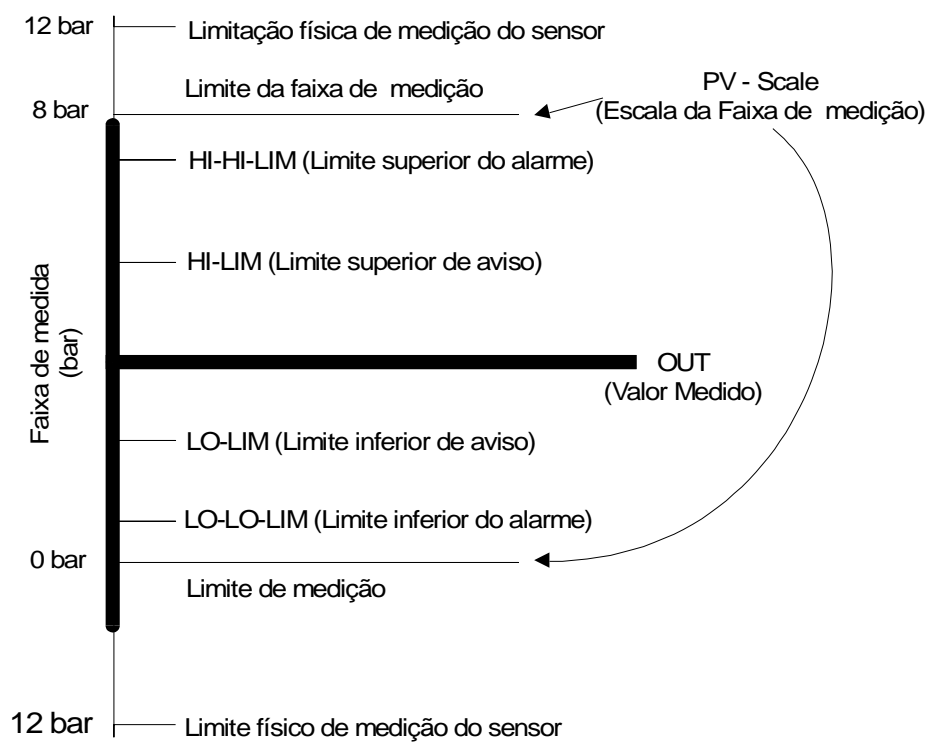 12 bar
Limitação física de medição do sensor
Limite da faixa de medição
8 bar
PV - Scale
(Escala da Faixa de medição)
HI-HI-LIM (Limite superior do alarme)
HI-LIM (Limite superior de aviso)
Faixa de medida
(bar)
OUT
(Valor Medido)
LO-LIM (Limite inferior de aviso)
LO-LO-LIM (Limite inferior do alarme)
0 bar
Limite de medição
12 bar
Limite físico de medição do sensor